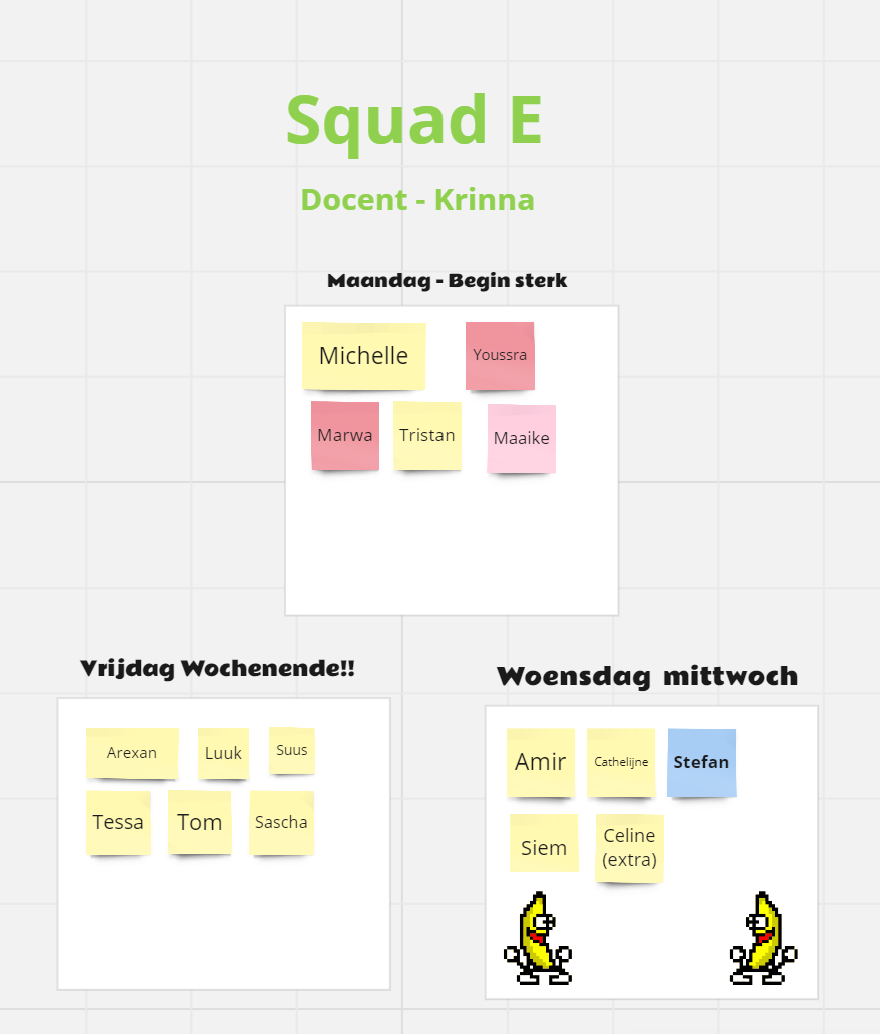 Squad E
Docent - Krinna
Maandag - Begin sterk
Michelle
Youssra
Marwa
Tristan
Maaike
Vrijdag Wochenende!!
Arexan
Luuk
Suus
Tessa
Tom
Sascha
Woensdag mittwoch
Amir
Cathelijne
Stefan
Siem
Celine
(extra)